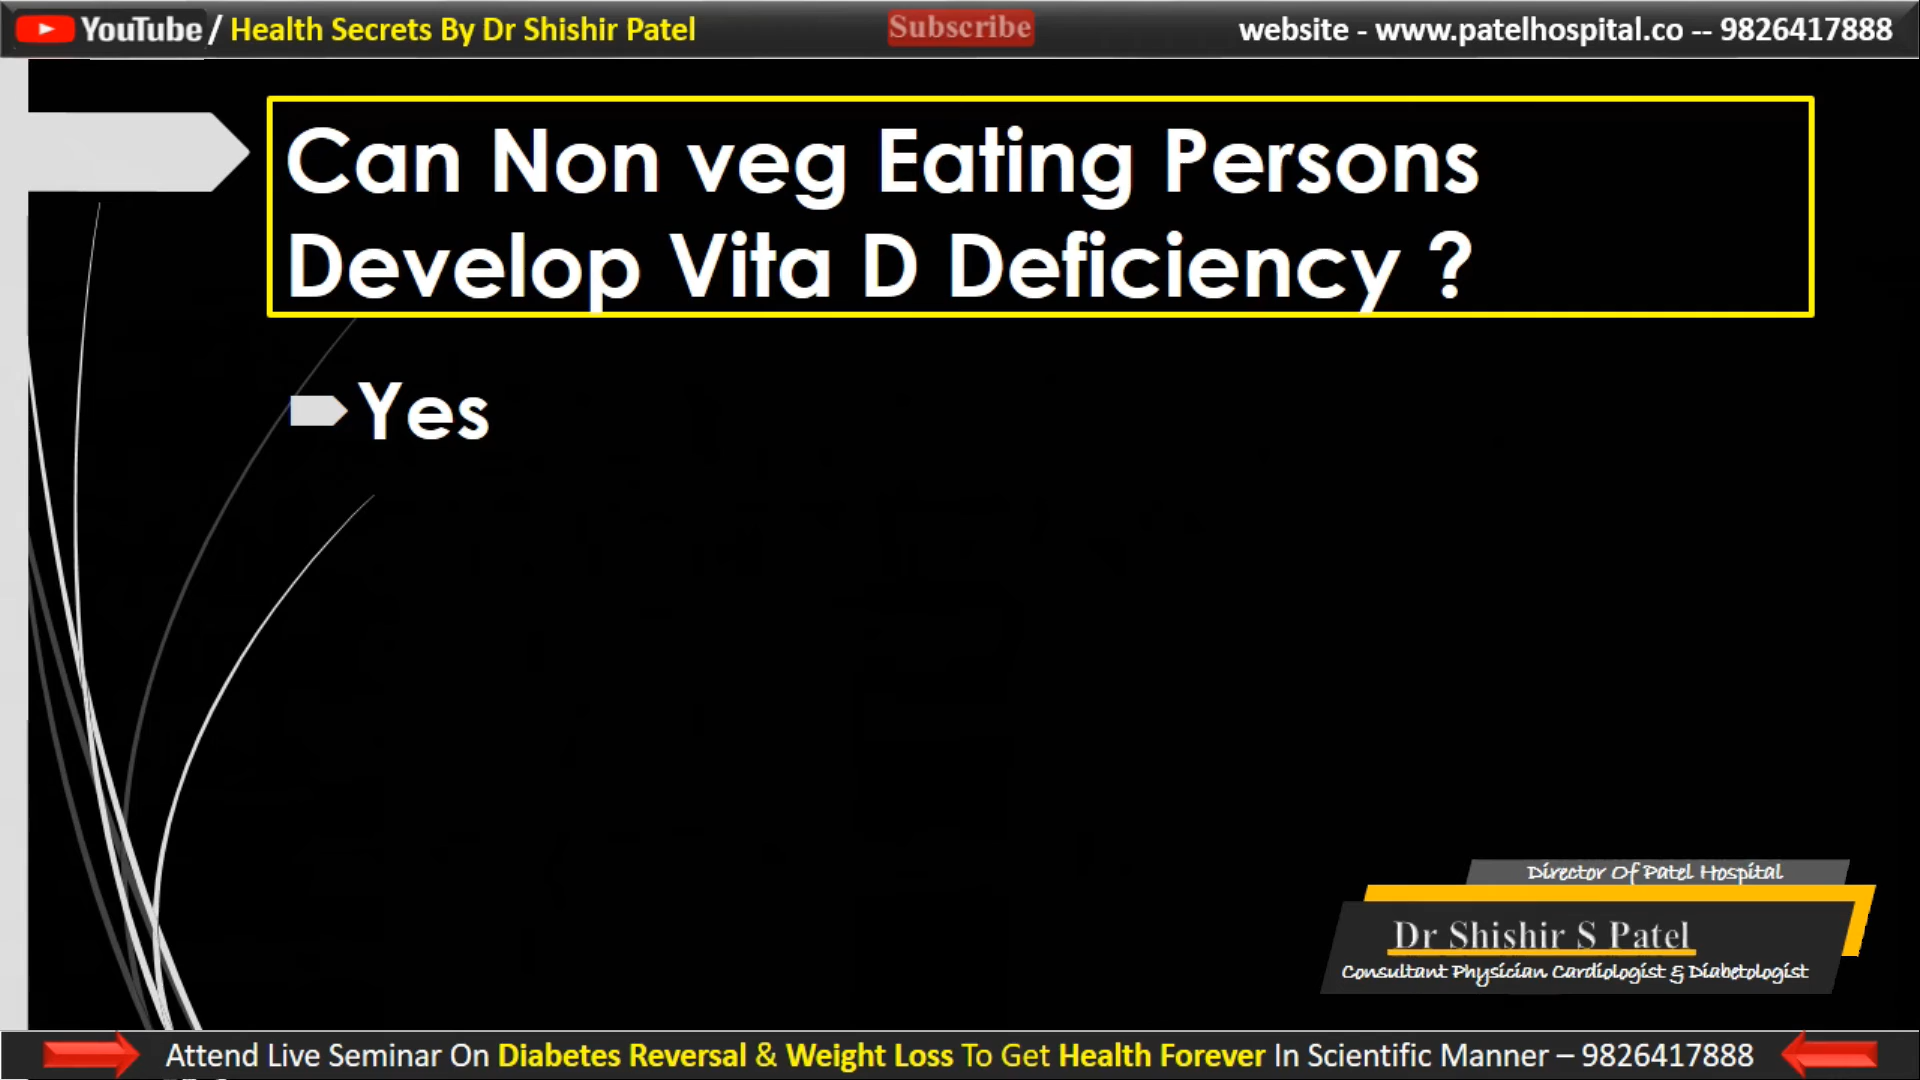 YouTube / Health Secrets By Dr Shishir Patel
Subscribe
website - www.patelhospital.co -- 9826417888
Can Non veg Eating Persons
Develop Vita D Deficiency ?
Yes
Director Of Patel Hospital
Dr Shishir S Patel
Consultant Physician Cardiologist & Diabetologist
Attend Live Seminar On Diabetes Reversal & Weight Loss To Get Health Forever In Scientific Manner – 9826417888